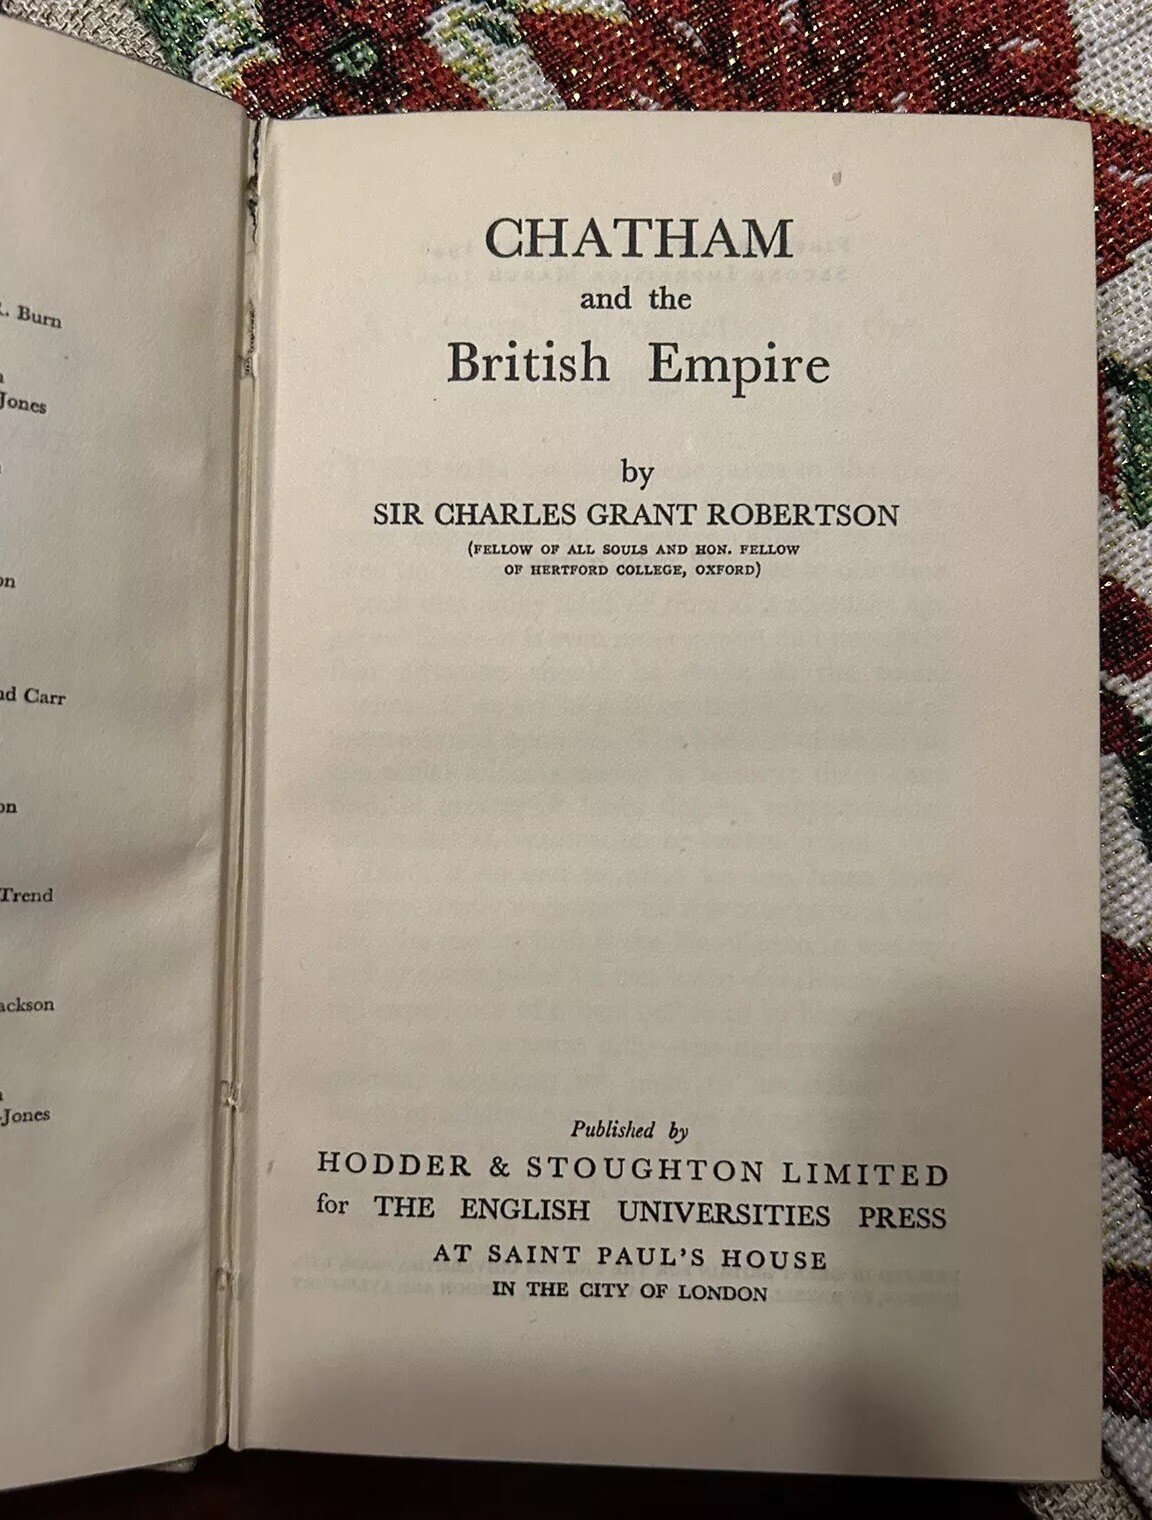 R. Burn
Jones
on
nd Carr
on
Trend
ackson
-Jones
CHATHAM
and the
British Empire
by
SIR CHARLES GRANT ROBERTSON
(FELLOW OF ALL SOULS AND HON. FELLOW
OF HERTFORD COLLEGE, OXFORD)
Published by
HODDER & STOUGHTON LIMITED
for THE ENGLISH UNIVERSITIES PRESS
AT SAINT PAUL'S HOUSE
IN THE CITY OF LONDON